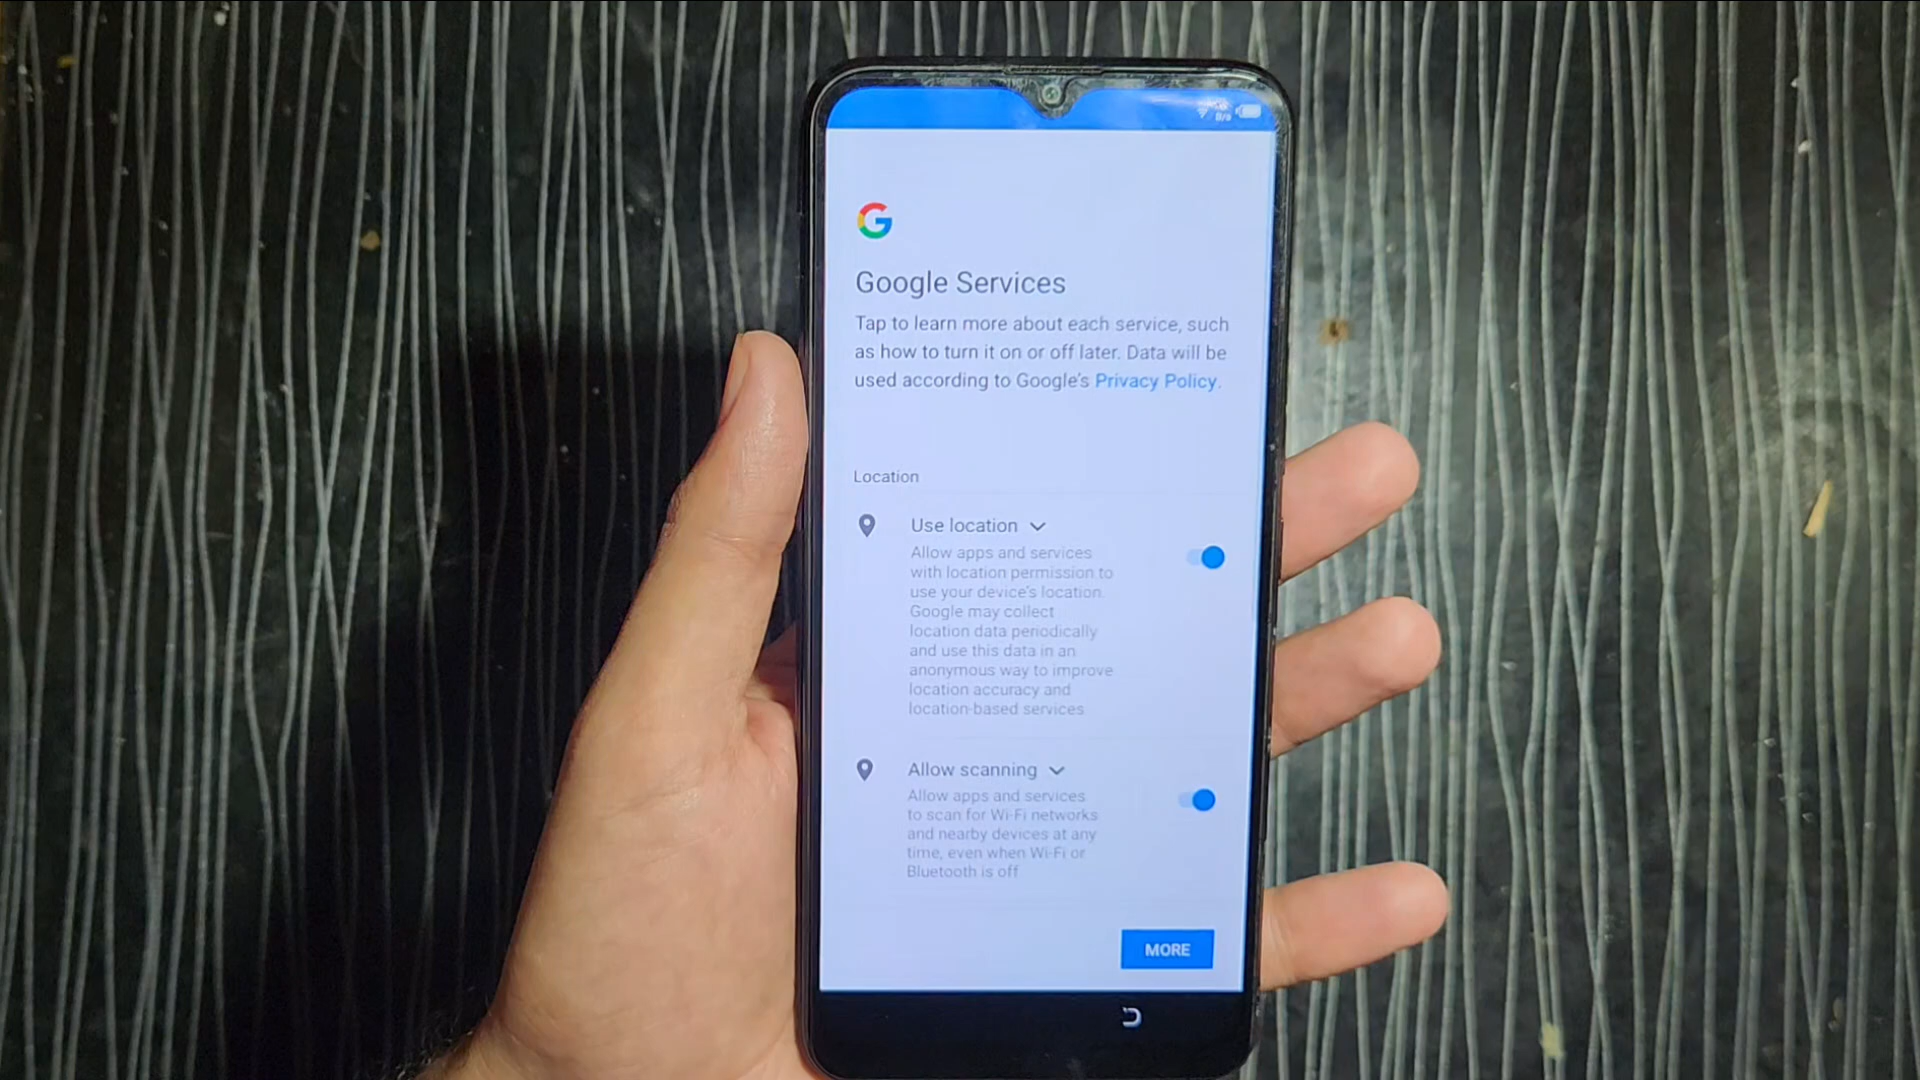 Google Services
Tap to learn more about each service, such
as how to turn it on or off later. Data will be
used according to Google's Privacy Policy.
Location
Use location
Allow apps and services
with location permission to
use your device's location.
Google may collect
location data periodically
and use this data in an
anonymous way to improve
location accuracy and
location-based services
Allow scanning
Allow apps and services
to scan for Wi-Fi networks
and nearby devices at any
time, even when Wi-Fi or
Bluetooth is off
MORE